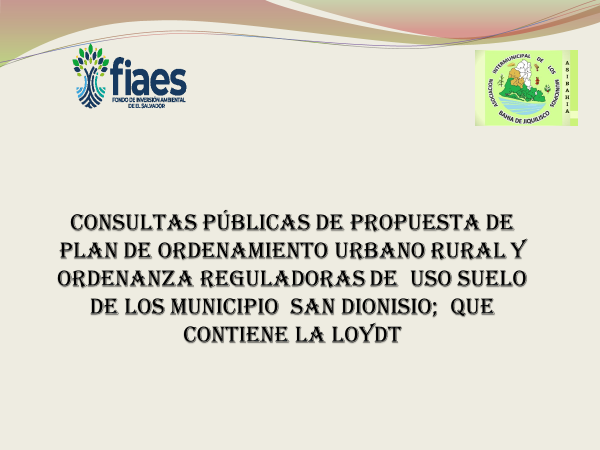 fiaes
FONDO DE INVERSIÓN AMBIENTAL
DE EL SALVADOR
ASOCIACION INTERMUNICIPAL DE LOS MUNICIPIOS
BAHIA DE JIQUILISCO
ASIBAHIA
CONSULTAS PÚBLICAS DE PROPUESTA DE
PLAN DE ORDENAMIENTO URBANO RURAL Y
ORDENANZA REGULADORAS DE USO SUELO
DE LOS MUNICIPIO SAN DIONISIO; QUE
CONTIENE LA LOYDT